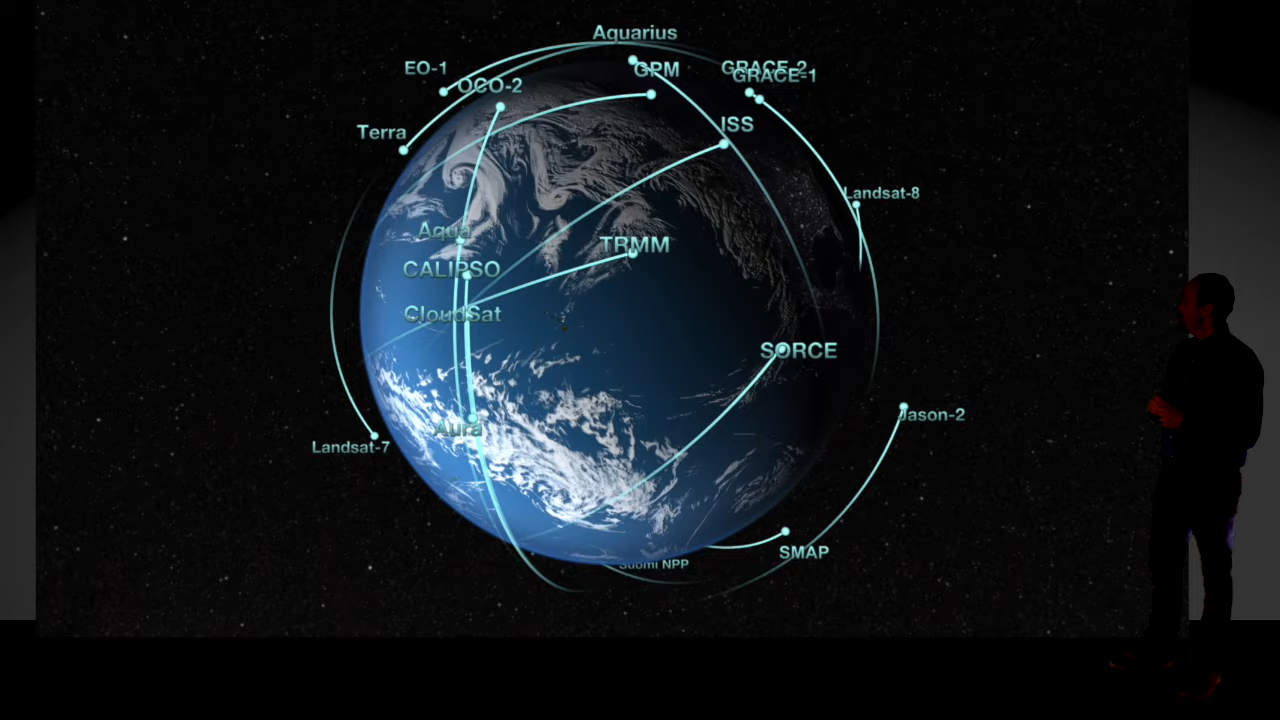 Aquarius
EO-1
GPM
GRACE-2
GRACE-1
OCO-2
ISS
Terra
Landsat-8
Aqua
TRMM
CALIPSO
CloudSat
SORCE
Jason-2
Aura
Landsat-7
SMAP
Suomi NPP